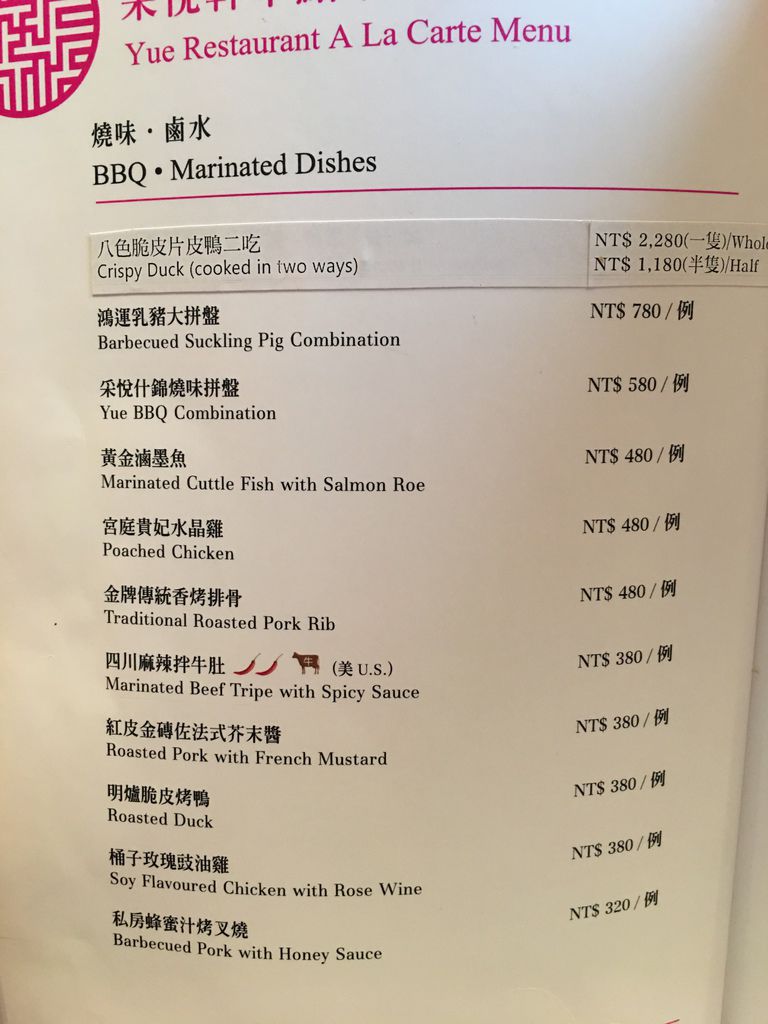 Yue Restaurant A La Carte Menu
燒味・鹵水
BBQ • Marinated Dishes
八色脆皮片皮鴨二吃 NT$ 2,280(一隻)/Whole
Crispy Duck (cooked in two ways) NT$ 1,180(半隻)/Half
鴻運乳豬大拼盤 NT$ 780 / 例
Barbecued Suckling Pig Combination
采悅什錦燒味拼盤 NT$ 580 / 例
Yue BBQ Combination
黃金滷墨魚 NT$ 480 / 例
Marinated Cuttle Fish with Salmon Roe
宮庭貴妃水晶雞 NT$ 480 / 例
Poached Chicken
金牌傳統香烤排骨 NT$ 480 / 例
Traditional Roasted Pork Rib
四川麻辣拌牛肚 牛 (美 U.S.) NT$ 380 / 例
Marinated Beef Tripe with Spicy Sauce
紅皮金磚佐法式芥末醬 NT$ 380 / 例
Roasted Pork with French Mustard
明爐脆皮烤鴨 NT$ 380 / 例
Roasted Duck
桶子玫瑰豉油雞 NT$ 380 / 例
Soy Flavoured Chicken with Rose Wine
私房蜂蜜汁烤叉燒 NT$ 320 / 例
Barbecued Pork with Honey Sauce